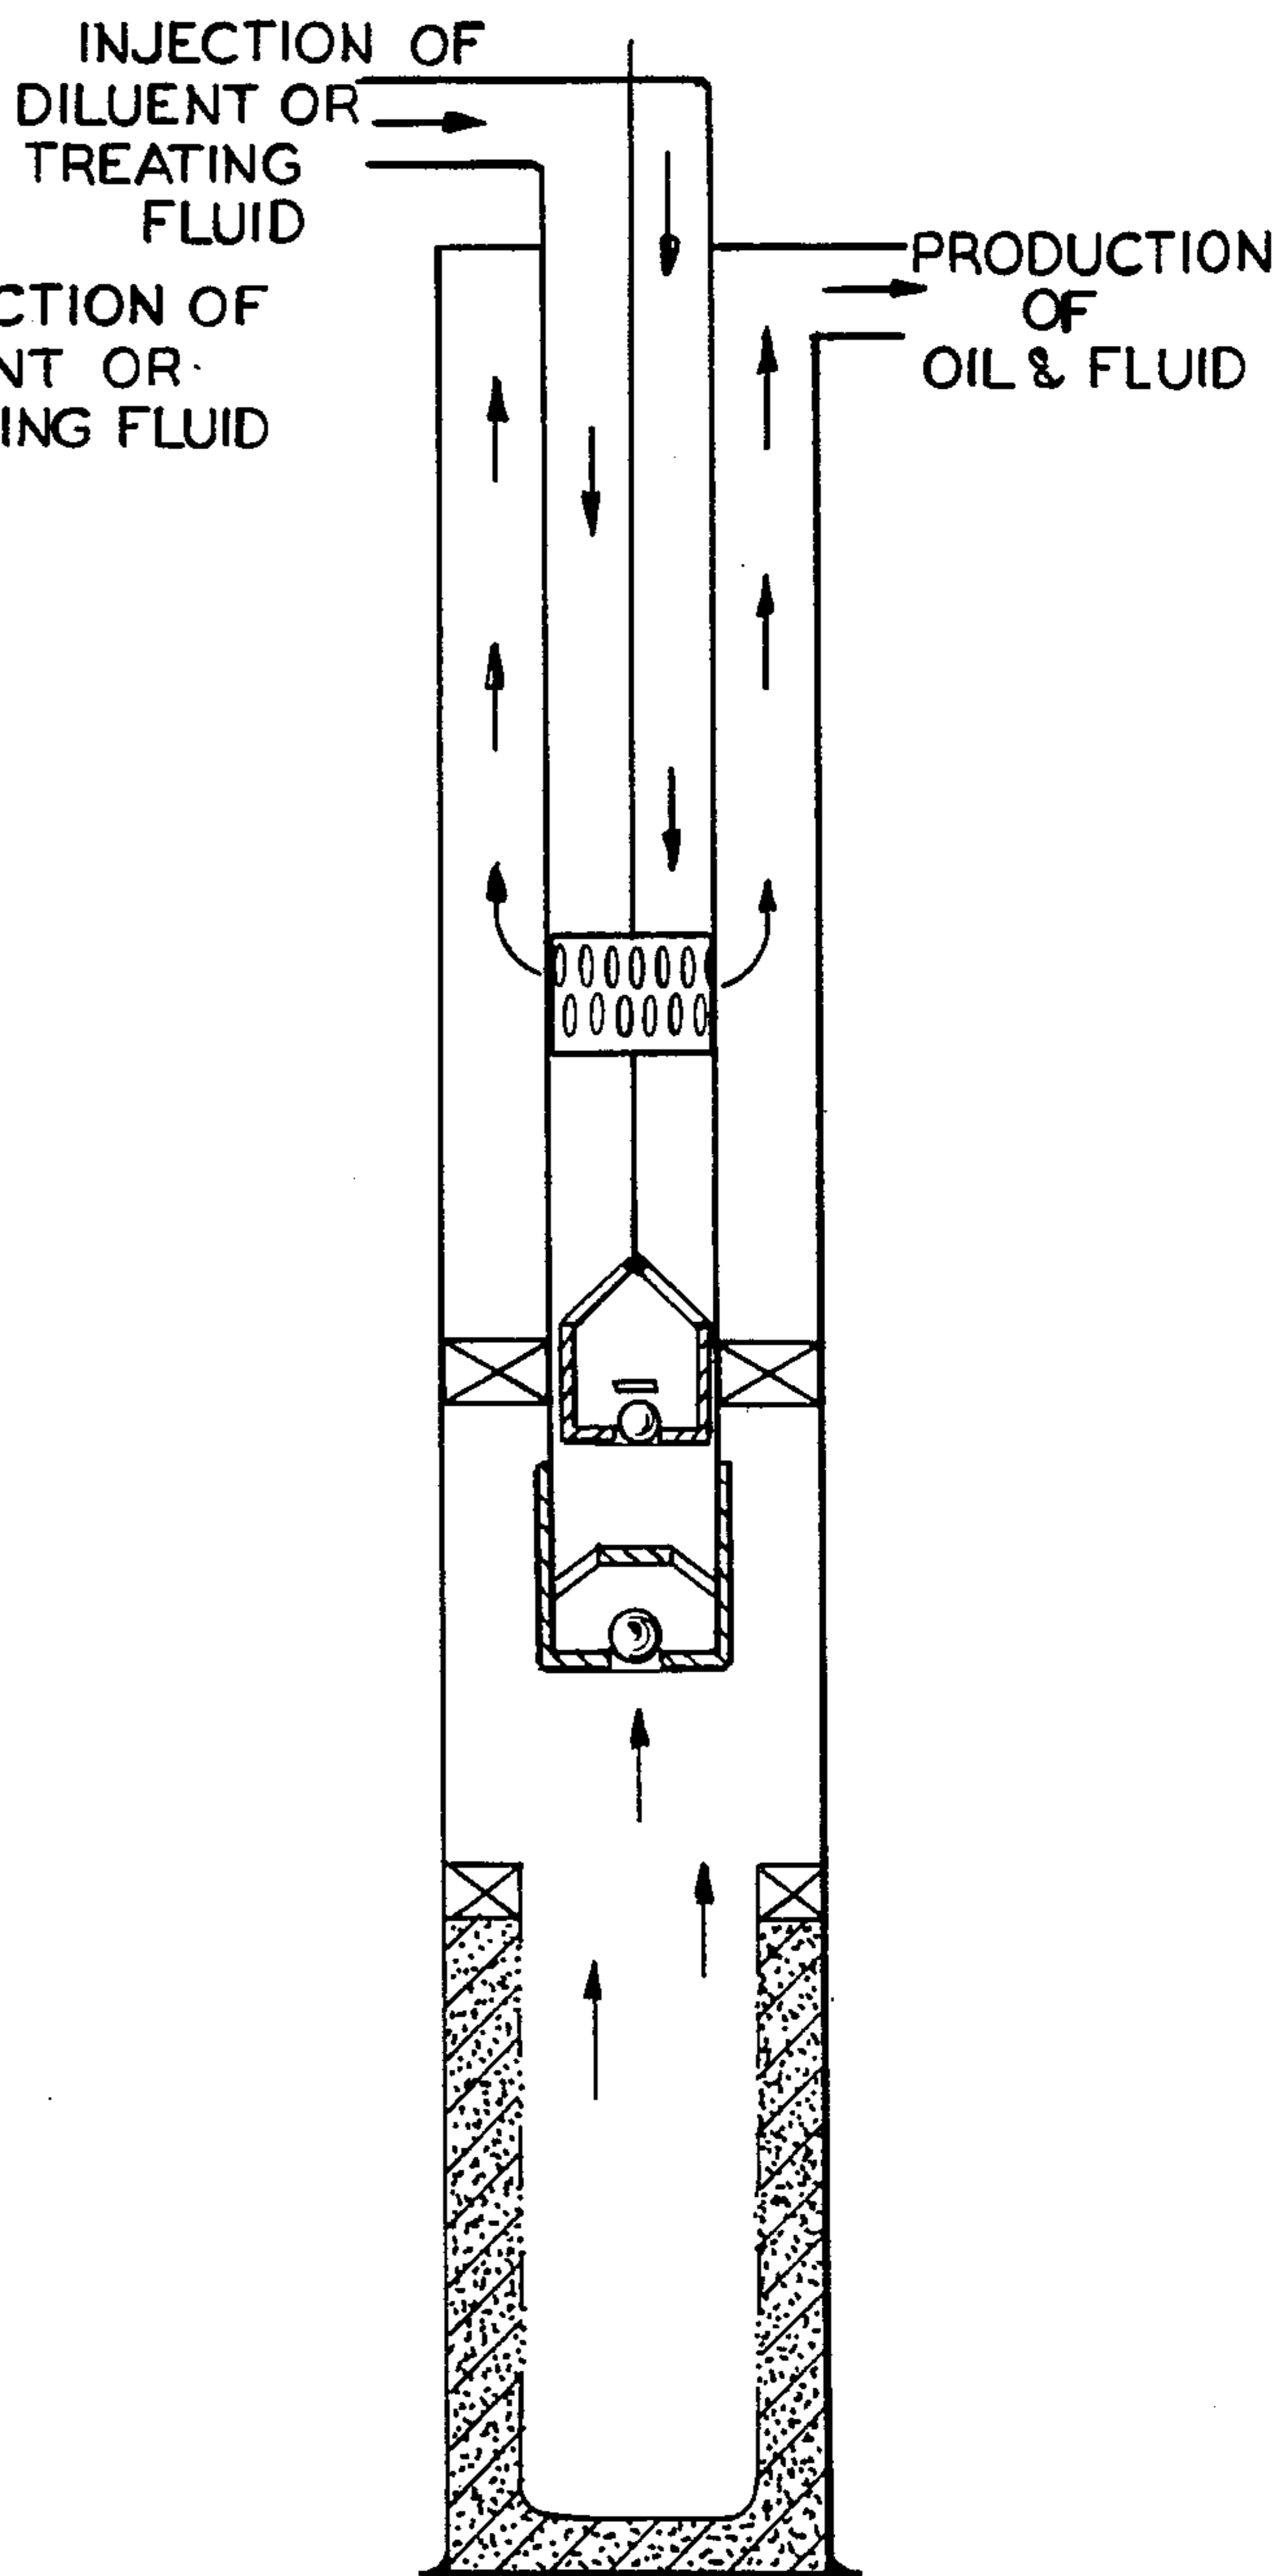 INJECTION OF
DILUENT OR
TREATING
FLUID
CTION OF
NT OR
ING FLUID
PRODUCTION
OF
OIL & FLUID